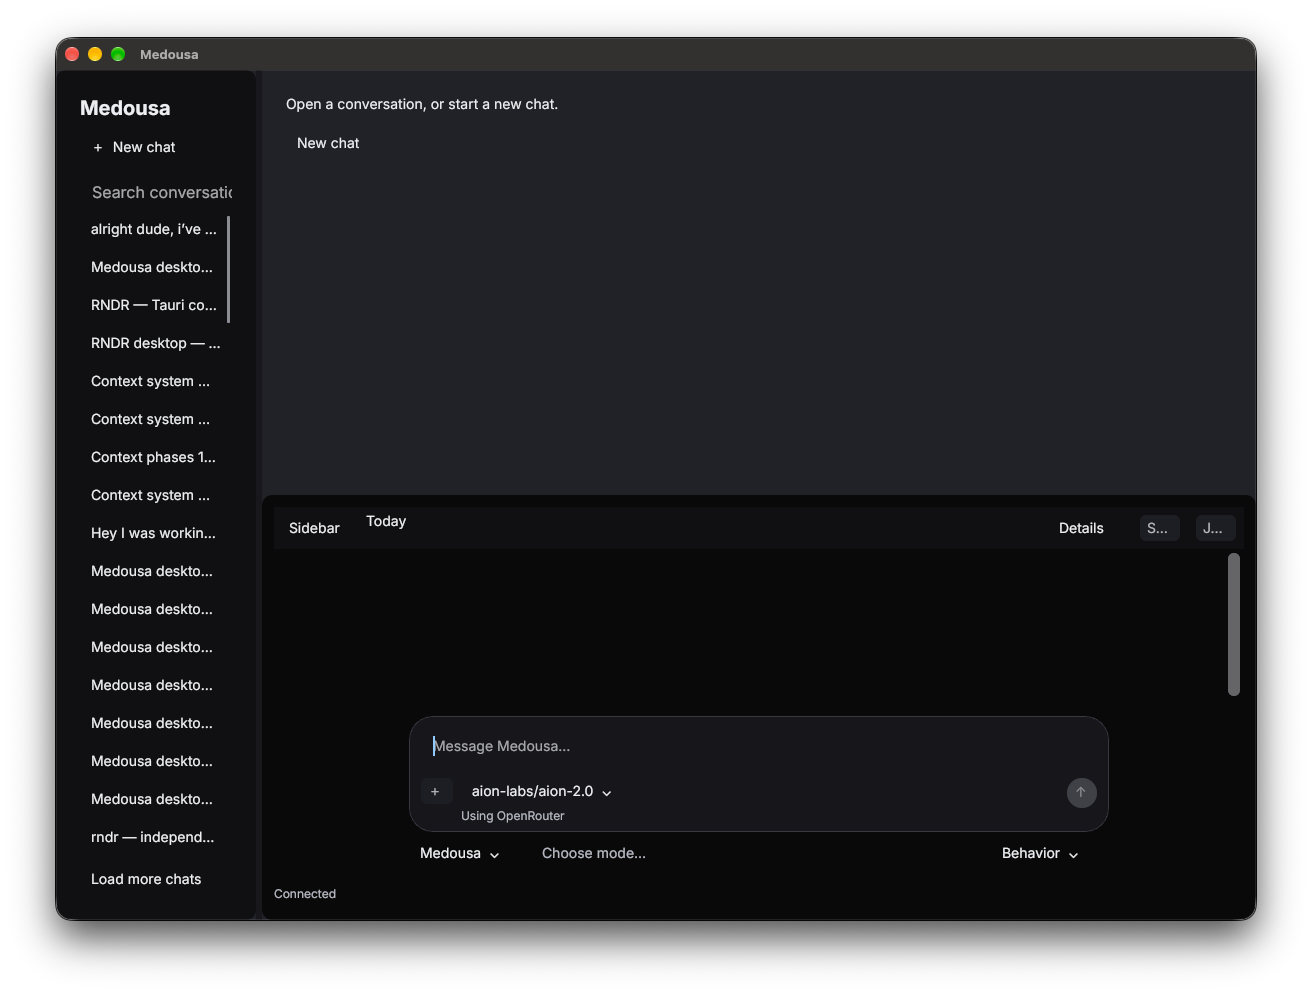 Medousa
Medousa
+ New chat
Search conversatio
alright dude, i’ve ...
Medousa deskto...
RNDR — Tauri co...
RNDR desktop — ...
Context system ...
Context system ...
Context phases 1...
Context system ...
Hey I was workin...
Medousa deskto...
Medousa deskto...
Medousa deskto...
Medousa deskto...
Medousa deskto...
Medousa deskto...
Medousa deskto...
rndr — independ...
Load more chats
Open a conversation, or start a new chat.
New chat
Sidebar Today Details S... J...
Message Medousa...
+ aion-labs/aion-2.0
Using OpenRouter
Medousa Choose mode... Behavior
Connected